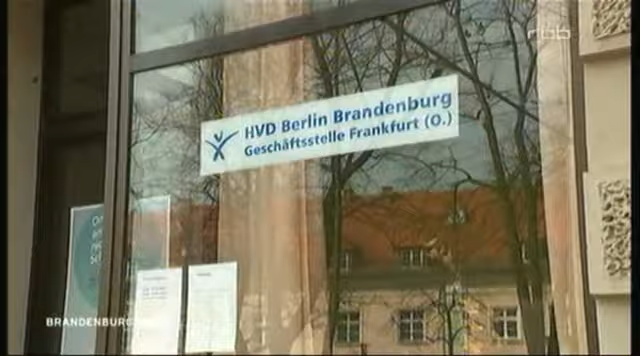 rbb
HVD Berlin Brandenburg
Geschäftsstelle Frankfurt (O.)
BRANDENBURG